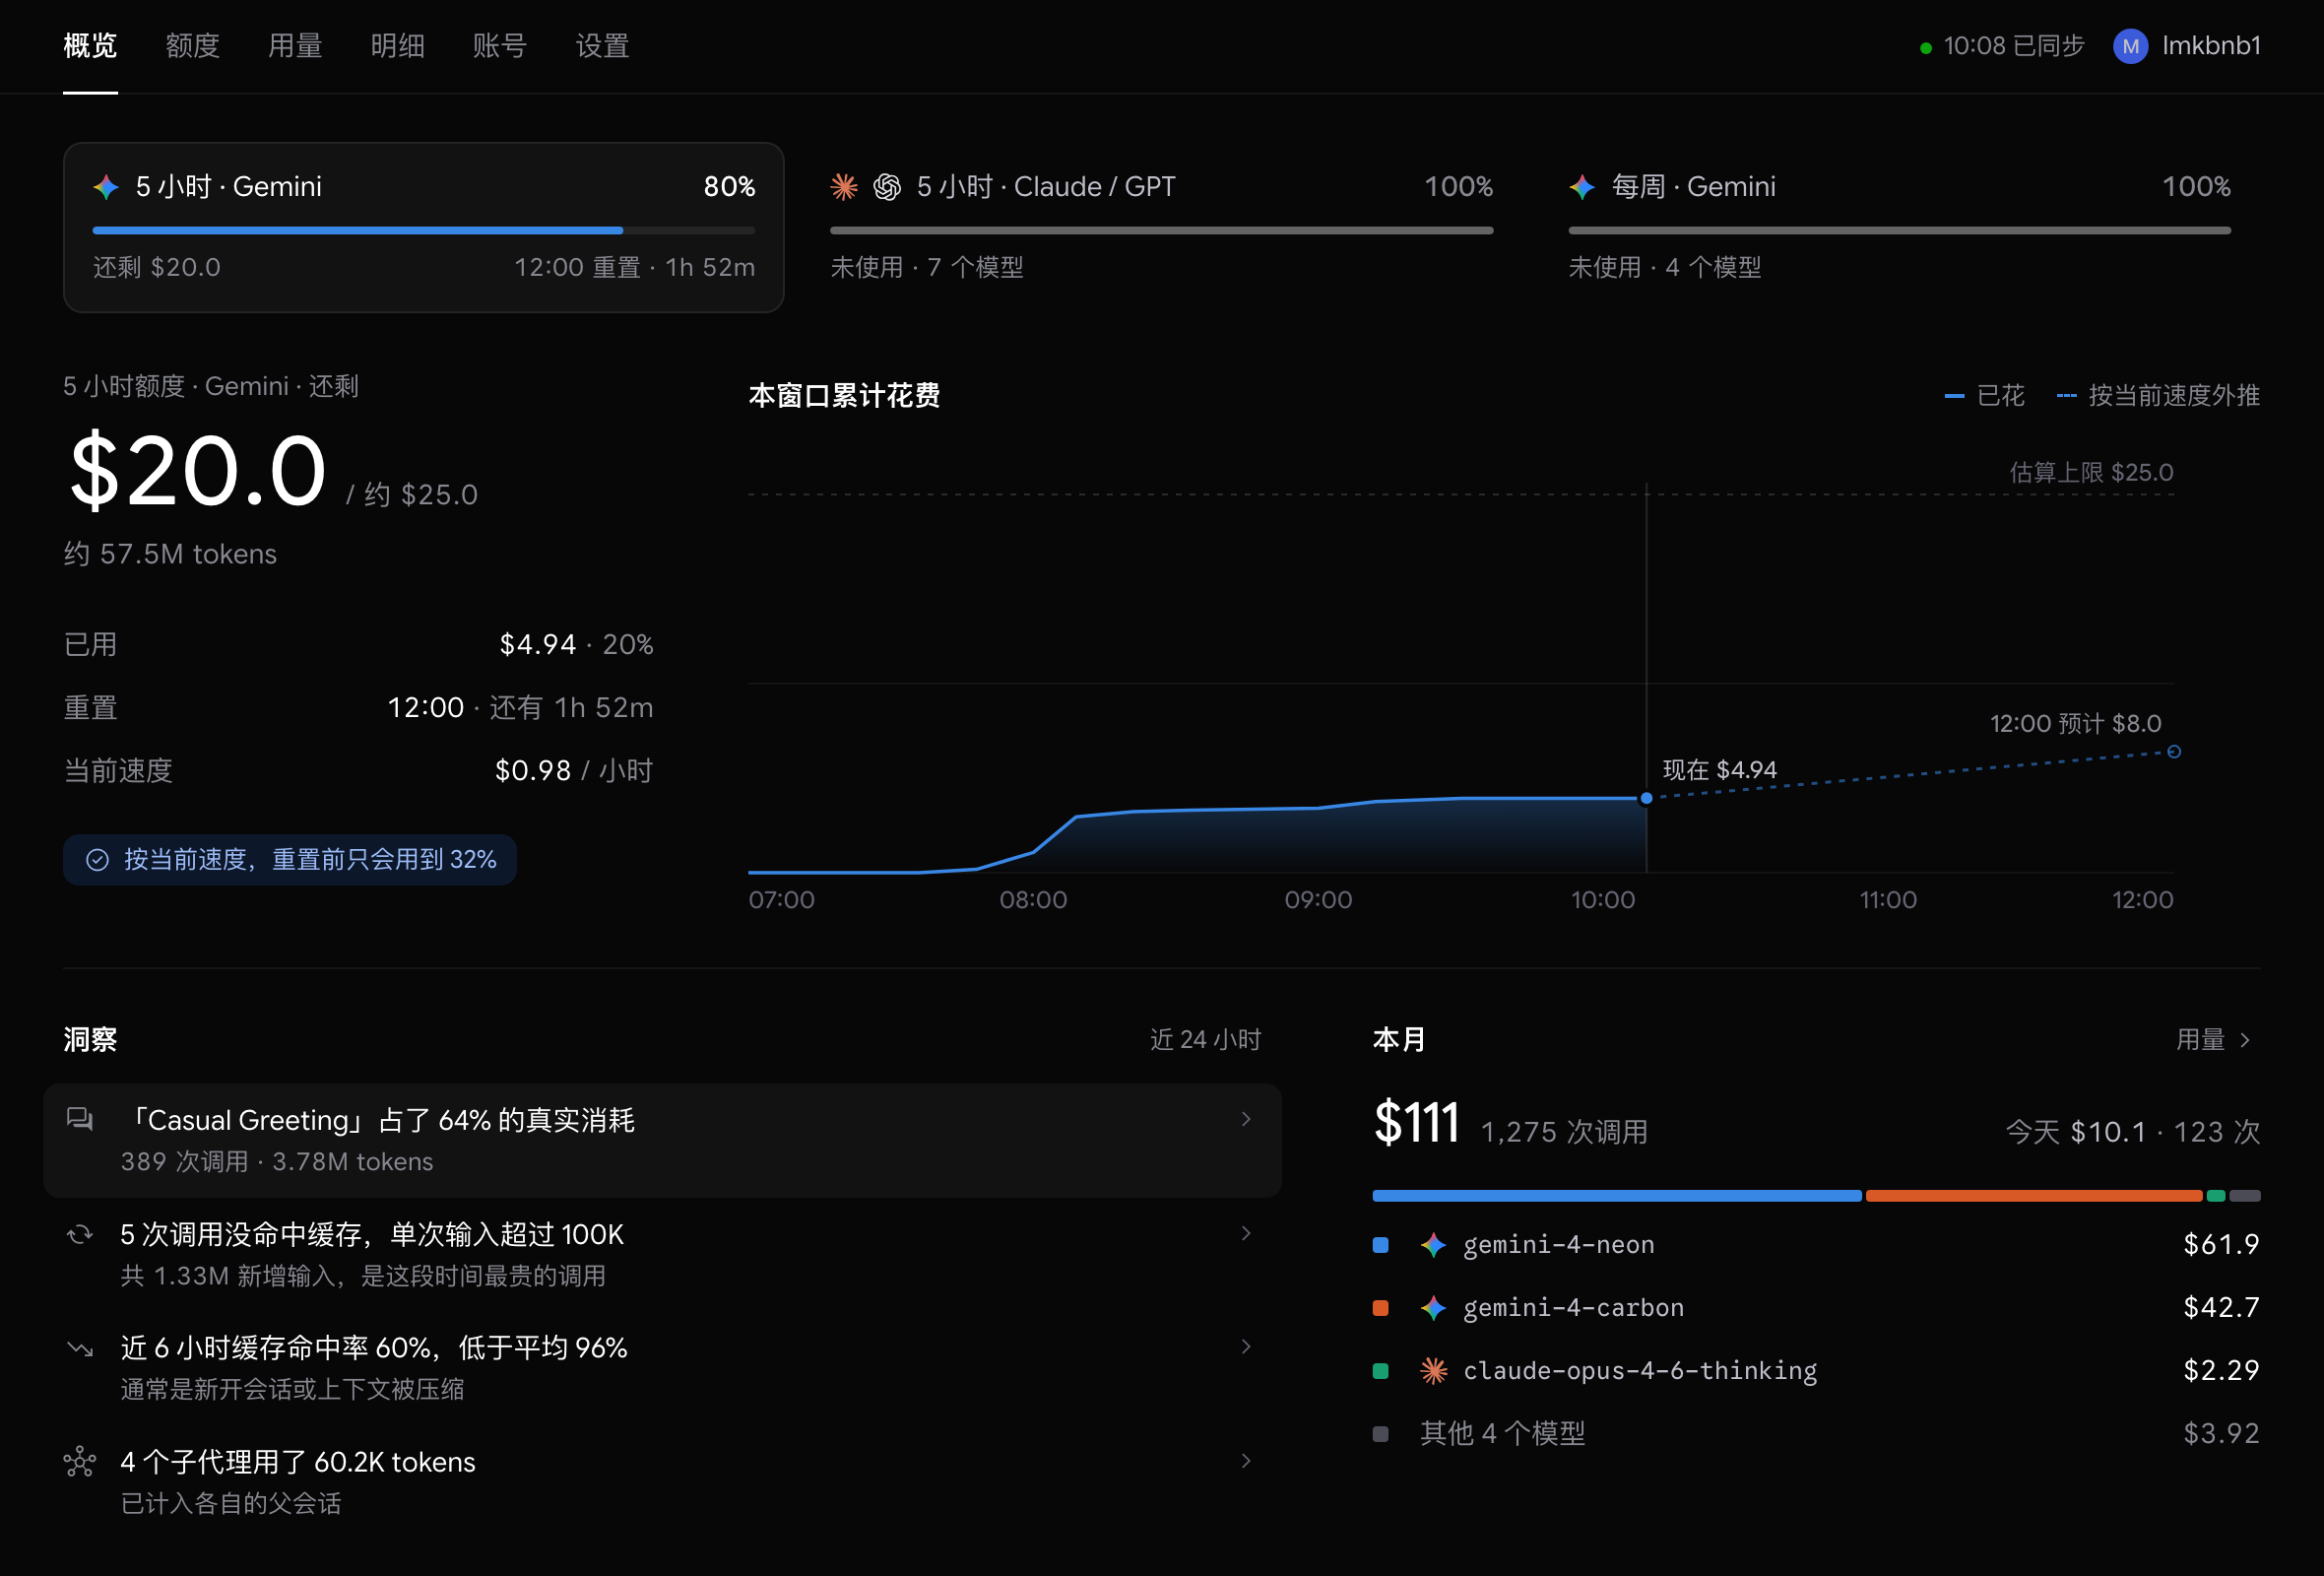 概览 额度 用量 明细 账号 设置 10:08 已同步 M lmkbnb1
5 小时 · Gemini 80%
还剩 $20.0 12:00 重置 · 1h 52m
5 小时 · Claude / GPT 100%
未使用 · 7 个模型
每周 · Gemini 100%
未使用 · 4 个模型
5 小时额度 · Gemini · 还剩
$20.0 / 约 $25.0
约 57.5M tokens
已用 $4.94 · 20%
重置 12:00 · 还有 1h 52m
当前速度 $0.98 / 小时
按当前速度，重置前只会用到 32%
本窗口累计花费 已花 按当前速度外推
估算上限 $25.0
12:00 预计 $8.0
现在 $4.94
07:00 08:00 09:00 10:00 11:00 12:00
洞察 近 24 小时
「Casual Greeting」占了 64% 的真实消耗
389 次调用 · 3.78M tokens
5 次调用没命中缓存，单次输入超过 100K
共 1.33M 新增输入，是这段时间最贵的调用
近 6 小时缓存命中率 60%，低于平均 96%
通常是新开会话或上下文被压缩
4 个子代理用了 60.2K tokens
已计入各自的父会话
本月 用量
$111 1,275 次调用 今天 $10.1 · 123 次
gemini-4-neon $61.9
gemini-4-carbon $42.7
claude-opus-4-6-thinking $2.29
其他 4 个模型 $3.92